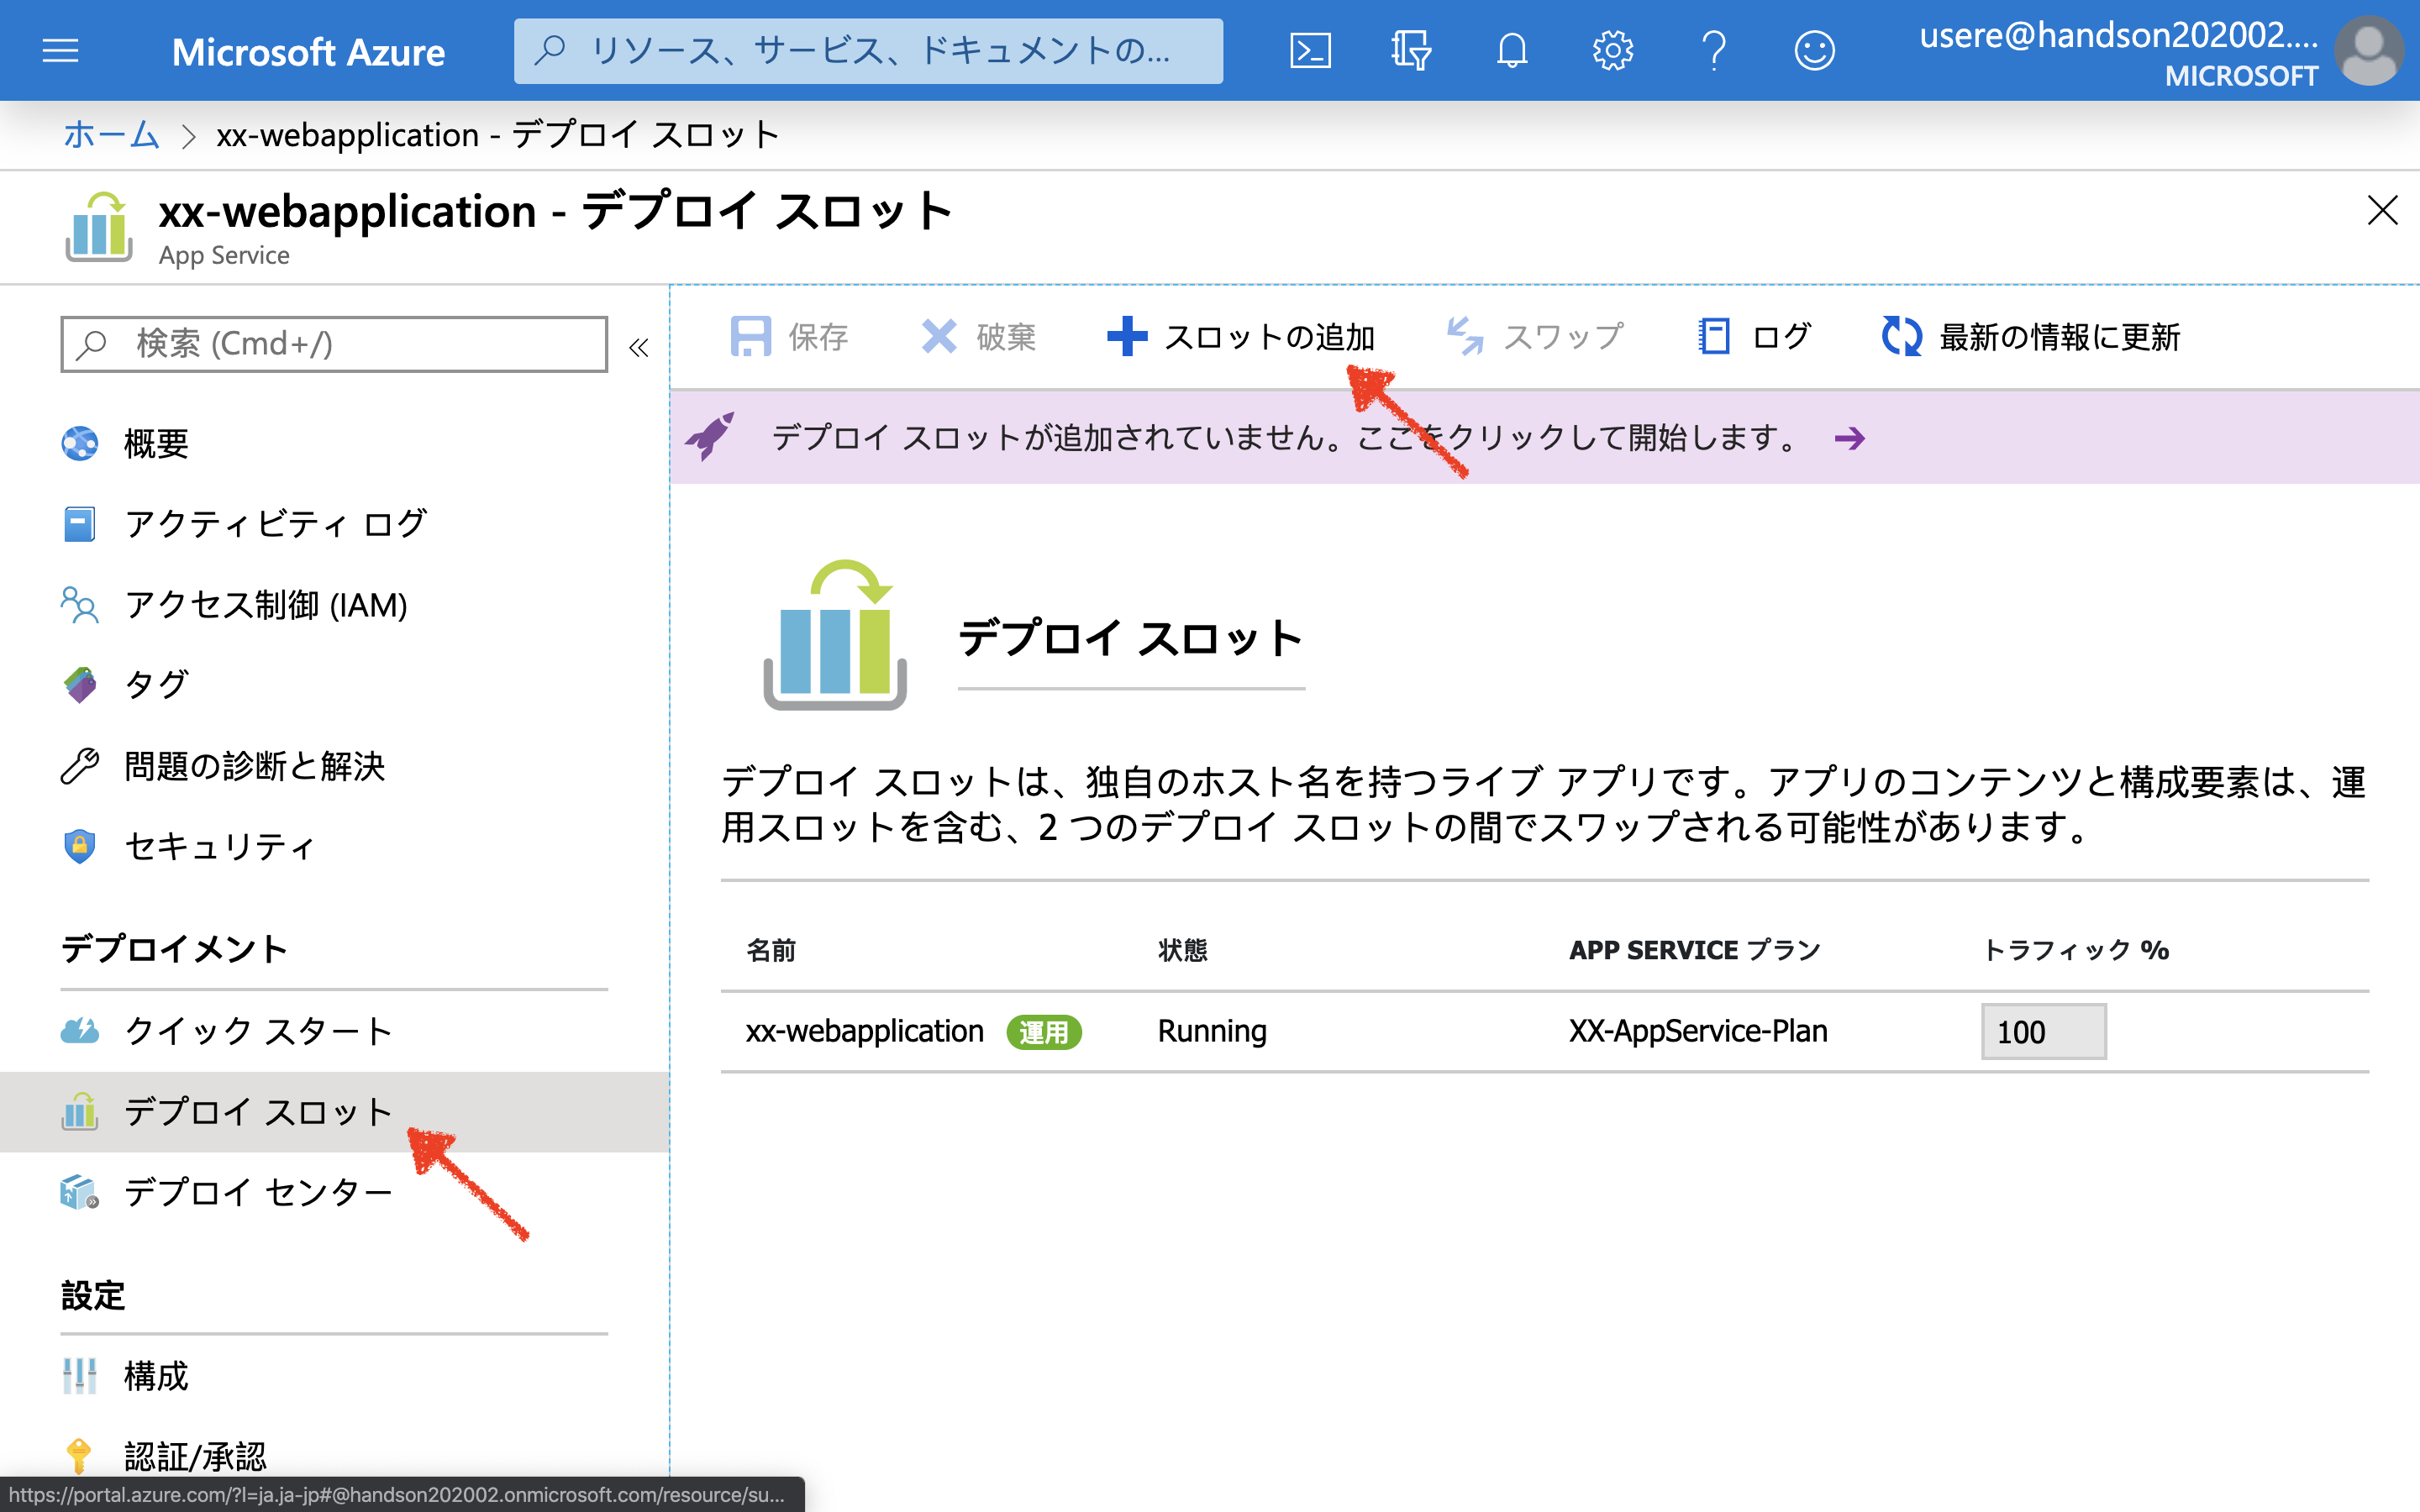 Microsoft Azure
リソース、サービス、ドキュメントの...
usere@handson202002....
MICROSOFT
ホーム > xx-webapplication - デプロイ スロット
xx-webapplication - デプロイ スロット
App Service
検索 (Cmd+/)
概要
アクティビティ ログ
アクセス制御 (IAM)
タグ
問題の診断と解決
セキュリティ
デプロイメント
クイック スタート
デプロイ スロット
デプロイ センター
設定
構成
認証/承認
https://portal.azure.com/?l=ja.ja-jp#@handson202002.onmicrosoft.com/resource/su...
保存 破棄 スロットの追加 スワップ ログ 最新の情報に更新
デプロイ スロットが追加されていません。ここをクリックして開始します。
デプロイ スロット
デプロイ スロットは、独自のホスト名を持つライブ アプリです。アプリのコンテンツと構成要素は、運
用スロットを含む、2 つのデプロイ スロットの間でスワップされる可能性があります。
名前 状態 APP SERVICE プラン トラフィック %
xx-webapplication 運用 Running XX-AppService-Plan 100